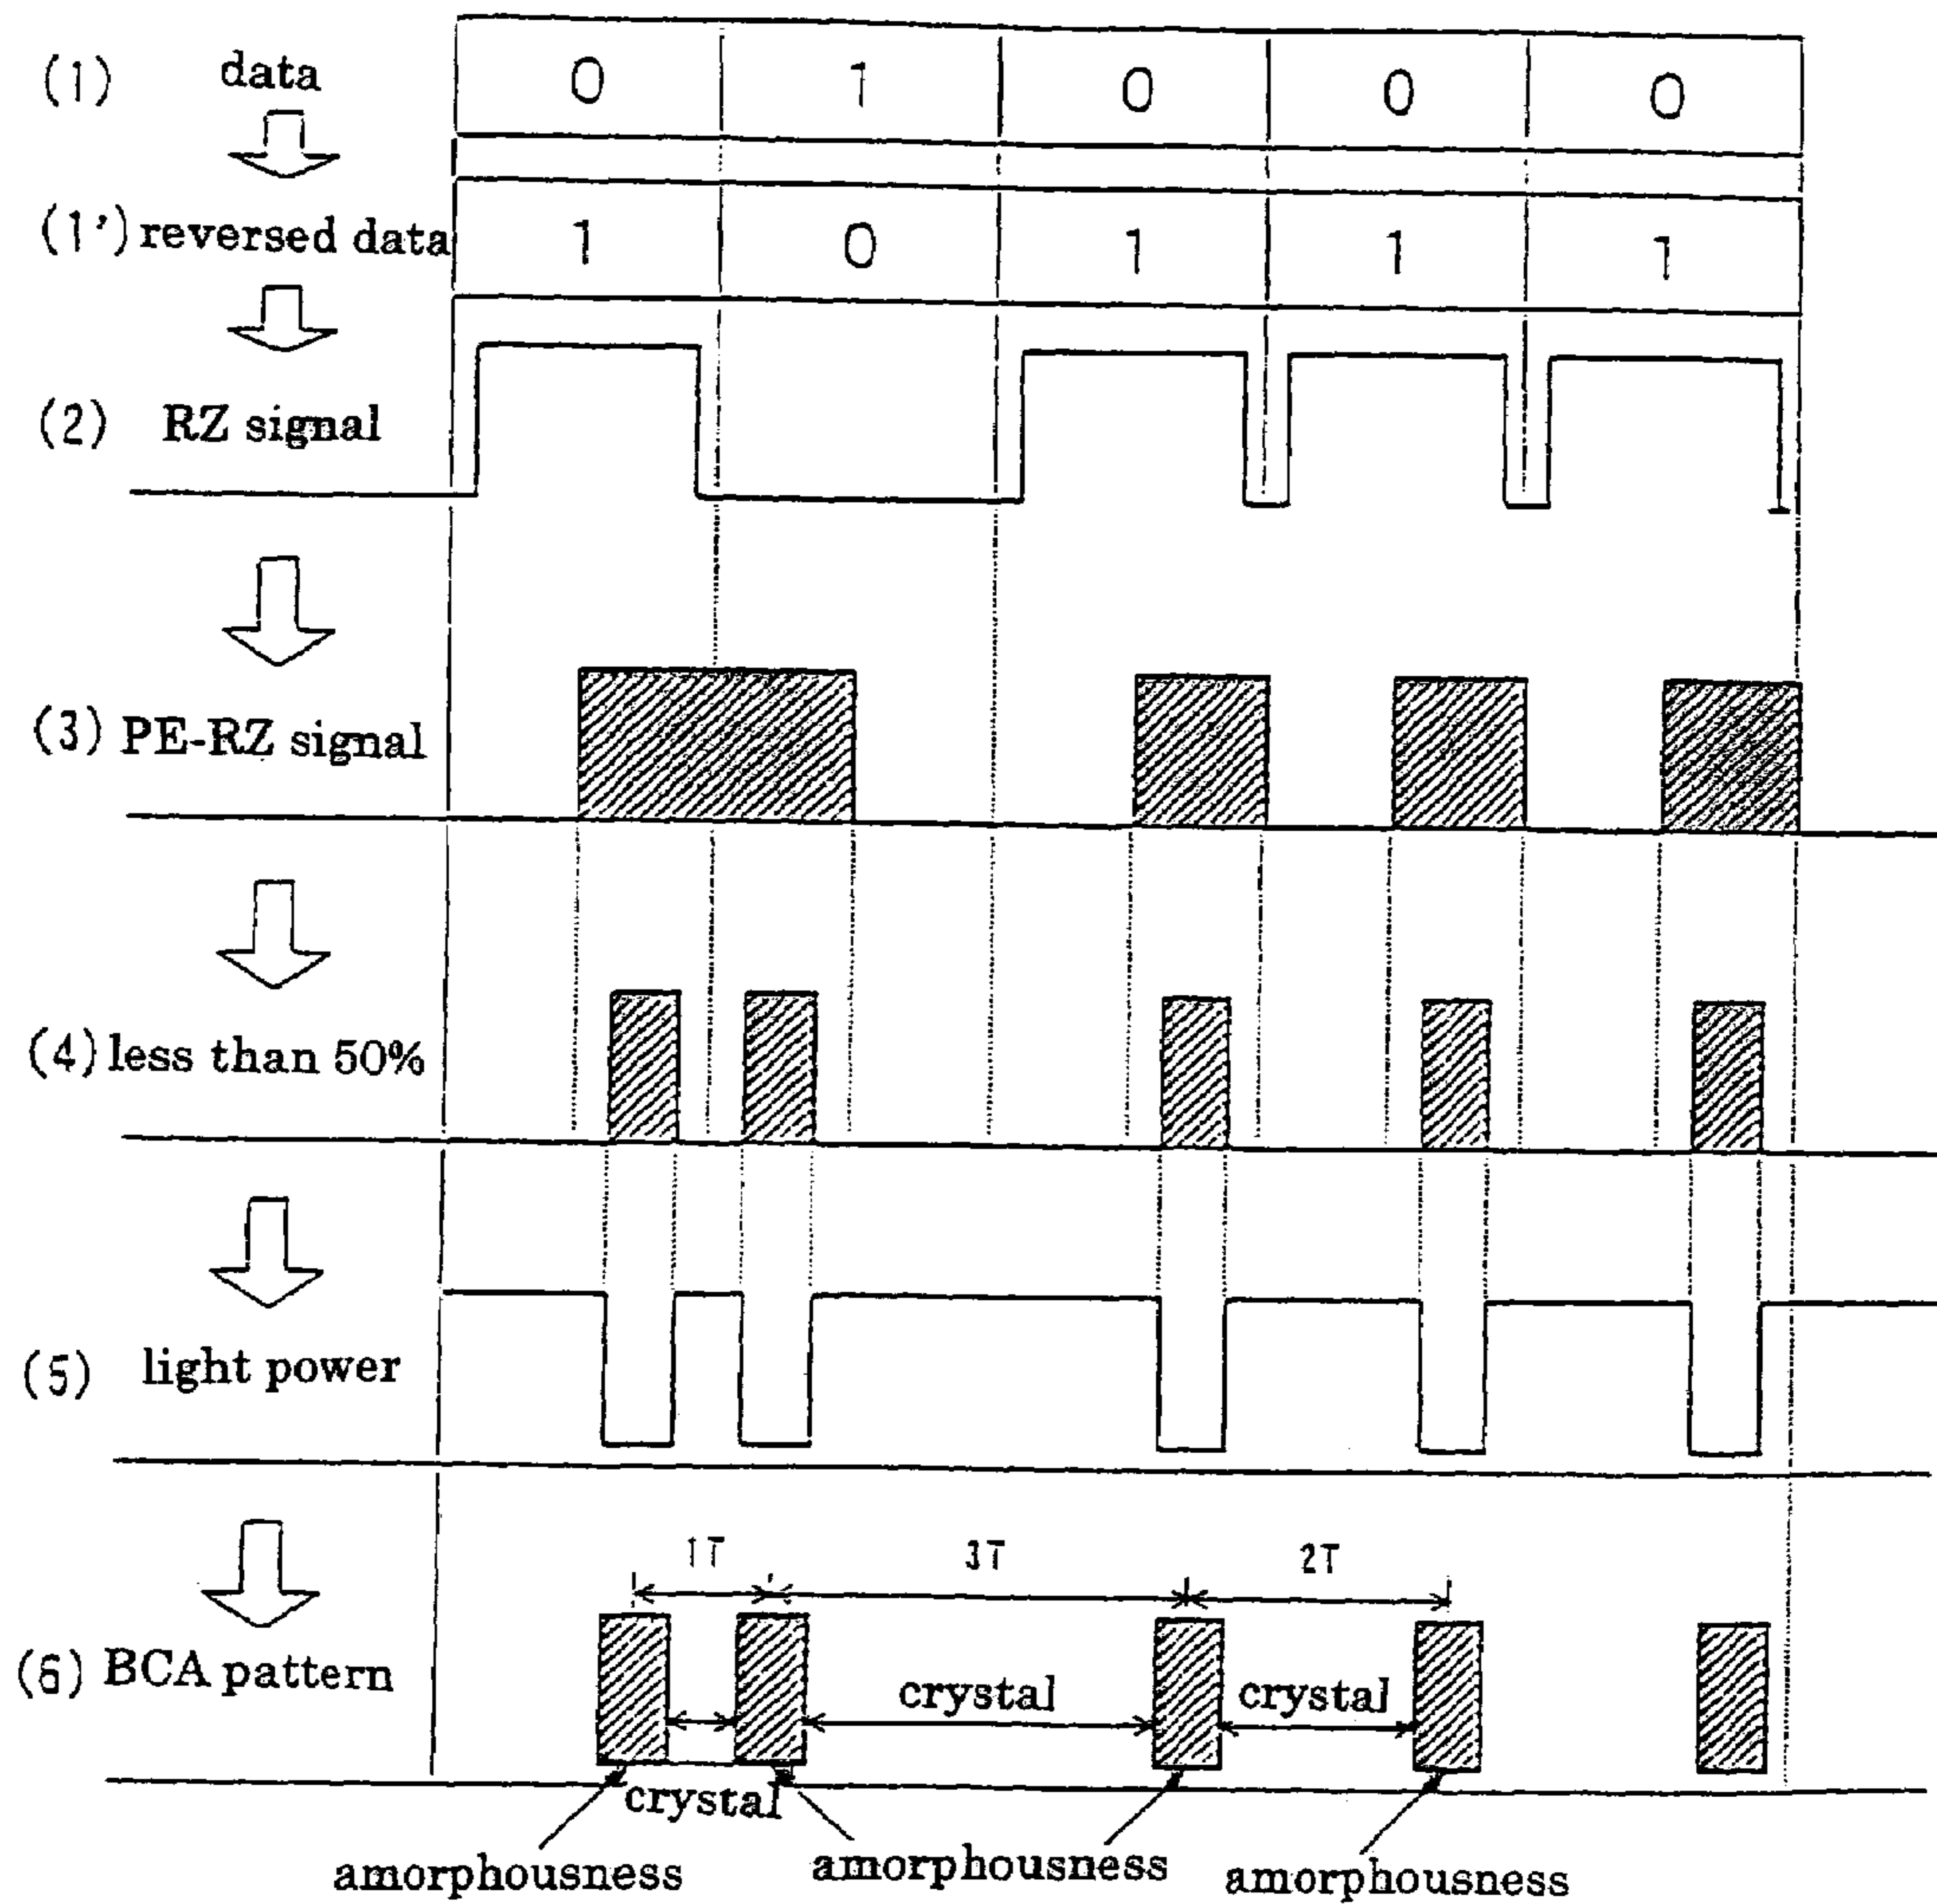 (1) data 0 1 0 0 0
(1') reversed data 1 0 1 1 1
(2) RZ signal
(3) PE-RZ signal
(4) less than 50%
(5) light power
1T 3T 2T
(6) BCA pattern
crystal crystal
crystal
amorphousness amorphousness amorphousness